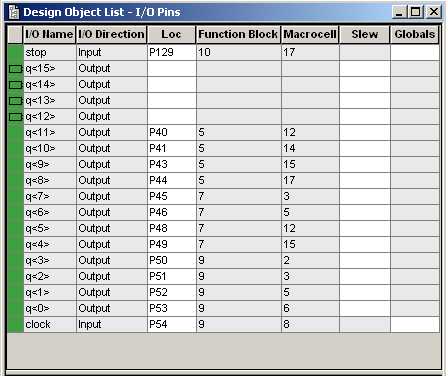 Design Object List - I/O Pins
I/O Name I/O Direction Loc Function Block Macrocell Slew Globals
stop Input P129 10 17
q<15> Output
q<14> Output
q<13> Output
q<12> Output
q<11> Output P40 5 12
q<10> Output P41 5 14
q<9> Output P43 5 15
q<8> Output P44 5 17
q<7> Output P45 7 3
q<6> Output P46 7 5
q<5> Output P48 7 12
q<4> Output P49 7 15
q<3> Output P50 9 2
q<2> Output P51 9 3
q<1> Output P52 9 5
q<0> Output P53 9 6
clock Input P54 9 8